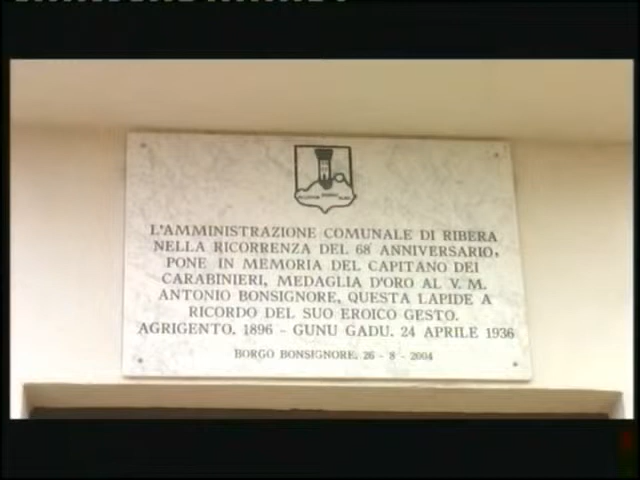 L'AMMINISTRAZIONE COMUNALE DI RIBERA
NELLA RICORRENZA DEL 68° ANNIVERSARIO,
PONE IN MEMORIA DEL CAPITANO DEI
CARABINIERI, MEDAGLIA D'ORO AL V. M.
ANTONIO BONSIGNORE, QUESTA LAPIDE A
RICORDO DEL SUO EROICO GESTO.
AGRIGENTO. 1896 - GUNU GADU. 24 APRILE 1936
BORGO BONSIGNORE, 26 - 8 - 2004